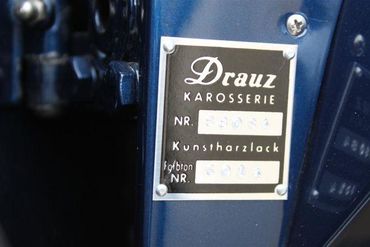 Drauz
KAROSSERIE
NR.
Kunstharzlack
Farbton
NR.